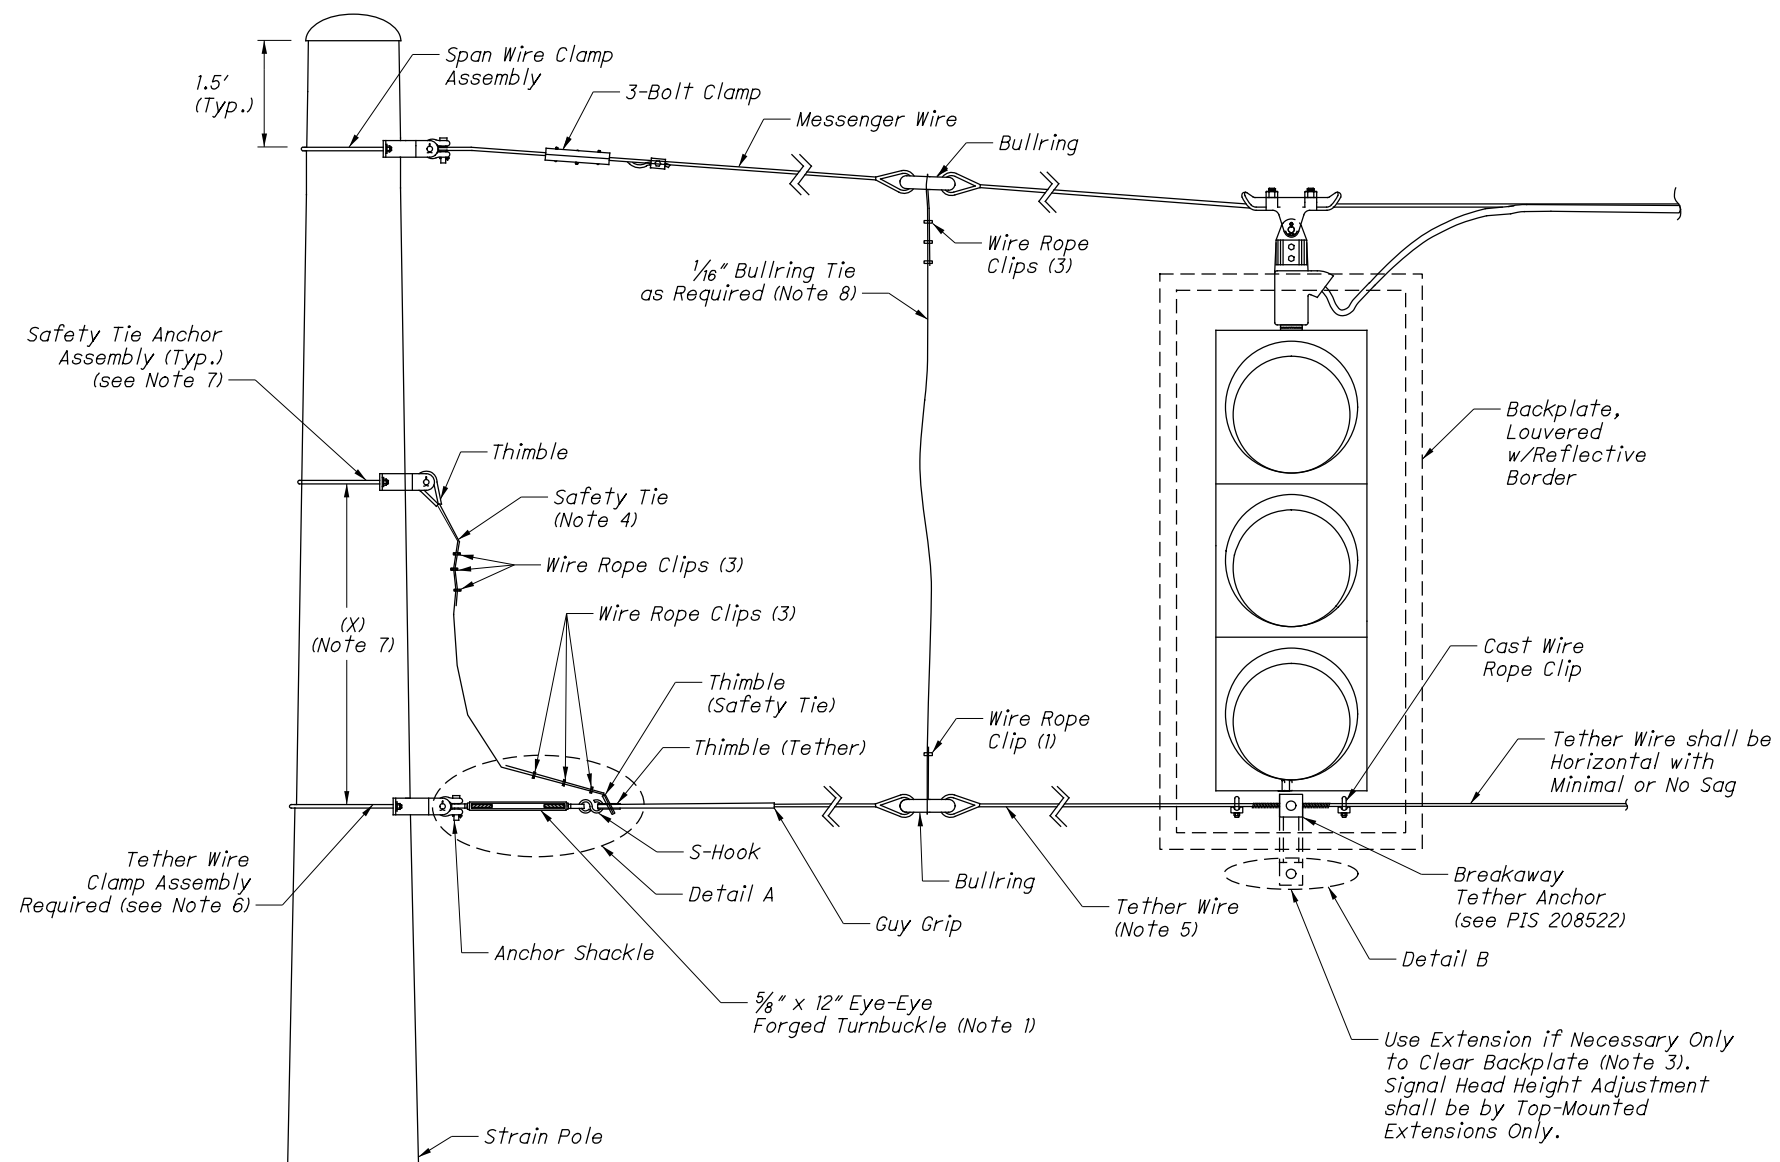 Span Wire Clamp
Assembly
1.5'
(Typ.)
3-Bolt Clamp
Messenger Wire
Bullring
Wire Rope
Clips (3)
1/16" Bullring Tie
as Required (Note 8)
Safety Tie Anchor
Assembly (Typ.)
(see Note 7)
Thimble
Safety Tie
(Note 4)
Wire Rope Clips (3)
Wire Rope Clips (3)
(X)
(Note 7)
Backplate,
Louvered
w/Reflective
Border
Cast Wire
Rope Clip
Thimble
(Safety Tie)
Thimble (Tether)
Wire Rope
Clip (1)
Tether Wire shall be
Horizontal with
Minimal or No Sag
Tether Wire
Clamp Assembly
Required (see Note 6)
S-Hook
Detail A
Bullring
Guy Grip
Tether Wire
(Note 5)
Breakaway
Tether Anchor
(see PIS 208522)
Detail B
Anchor Shackle
5/8" x 12" Eye-Eye
Forged Turnbuckle (Note 1)
Use Extension if Necessary Only
to Clear Backplate (Note 3).
Signal Head Height Adjustment
shall be by Top-Mounted
Extensions Only.
Strain Pole